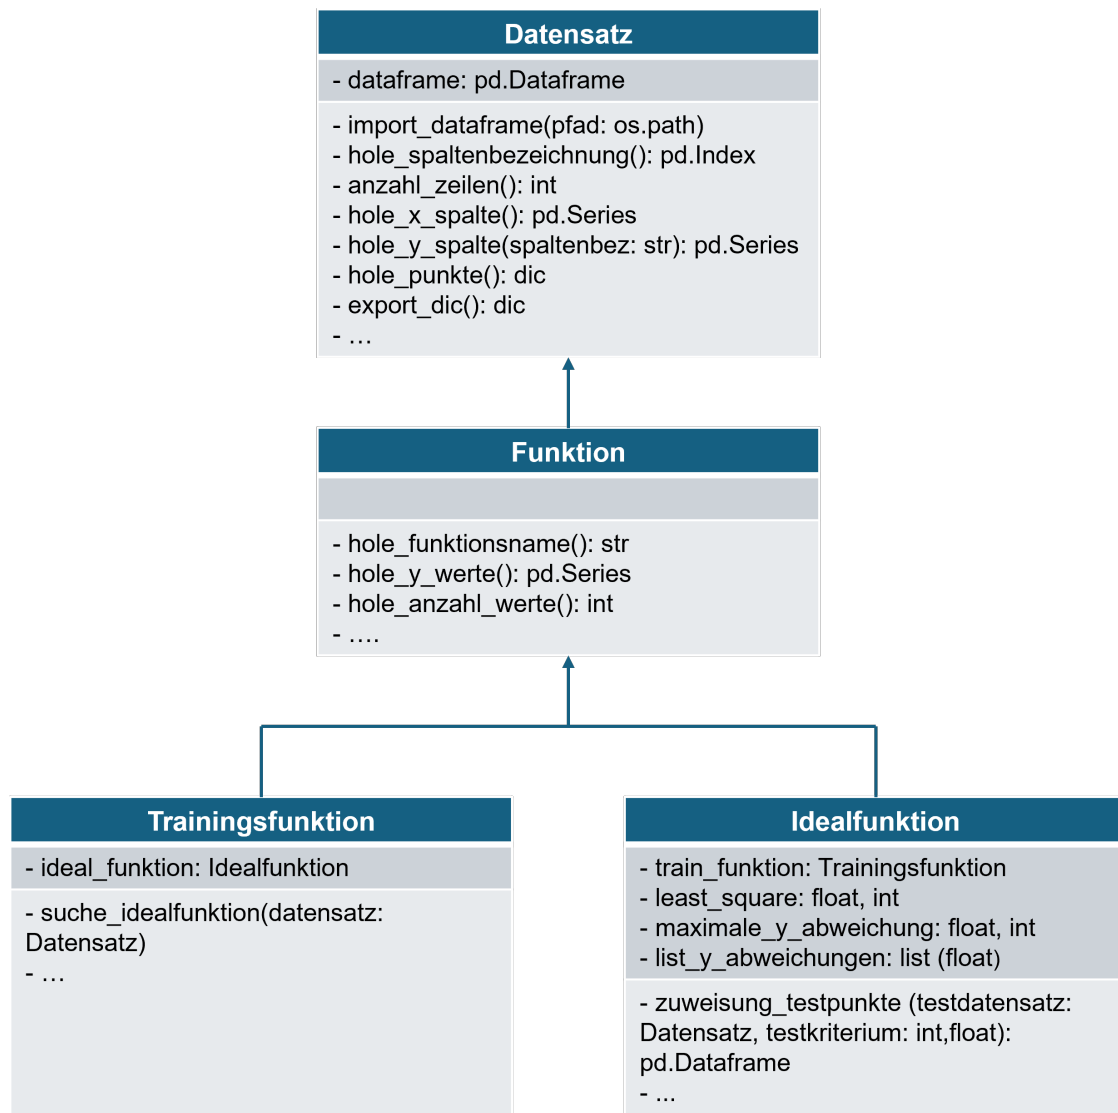 Datensatz
- dataframe: pd.Dataframe
- import_dataframe(pfad: os.path)
- hole_spaltenbezeichnung(): pd.Index
- anzahl_zeilen(): int
- hole_x_spalte(): pd.Series
- hole_y_spalte(spaltenbez: str): pd.Series
- hole_punkte(): dic
- export_dic(): dic
- …
Funktion
- hole_funktionsname(): str
- hole_y_werte(): pd.Series
- hole_anzahl_werte(): int
- ….
Trainingsfunktion
- ideal_funktion: Idealfunktion
- suche_idealfunktion(datensatz:
Datensatz)
- …
Idealfunktion
- train_funktion: Trainingsfunktion
- least_square: float, int
- maximale_y_abweichung: float, int
- list_y_abweichungen: list (float)
- zuweisung_testpunkte (testdatensatz:
Datensatz, testkriterium: int,float):
pd.Dataframe
- ...